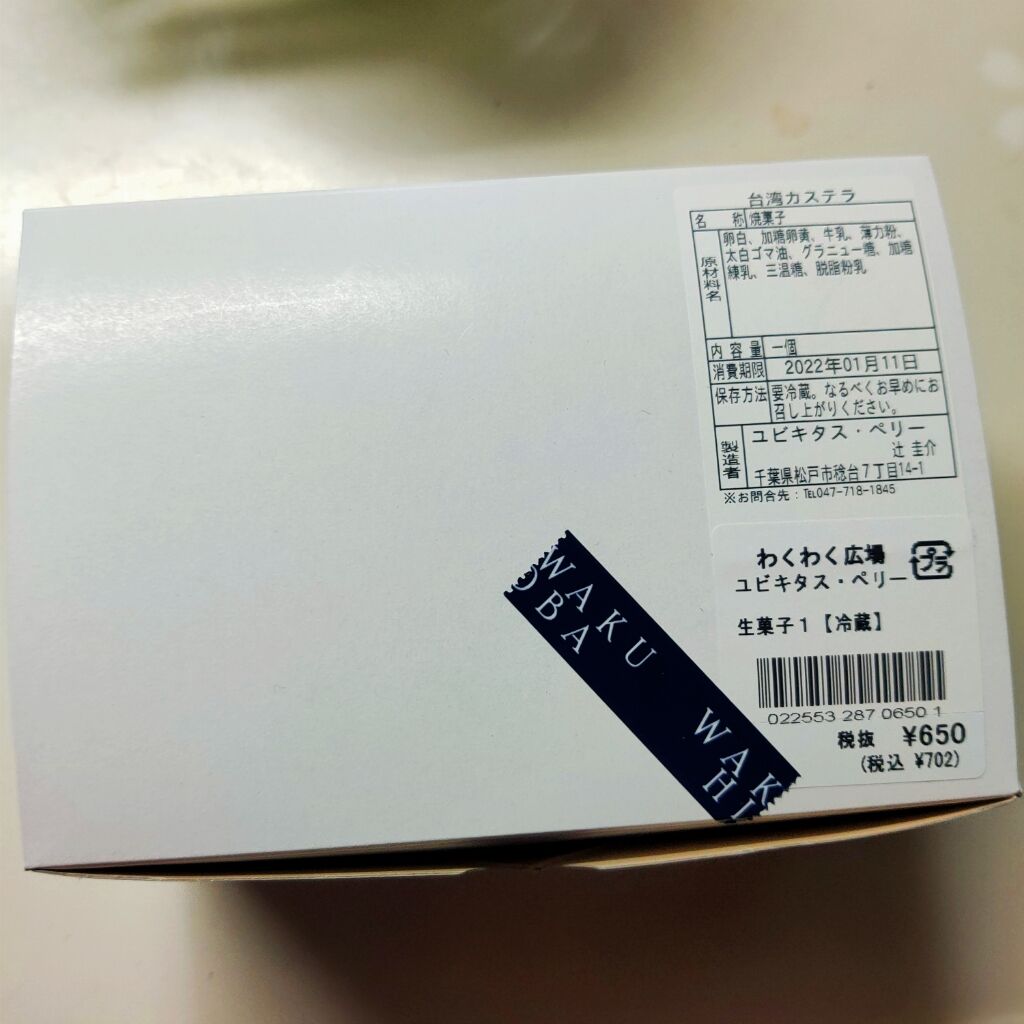 台湾カステラ
名 称 焼菓子
原材料名 卵白、加糖卵黄、牛乳、薄力粉、
太白ゴマ油、グラニュー糖、加糖
練乳、三温糖、脱脂粉乳
内容量 一個
消費期限 2022年01月11日
保存方法 要冷蔵。なるべくお早めにお
召し上がりください。
製造者 ユビキタス・ペリー
辻 圭介
千葉県松戸市稔台7丁目14-1
※お問合先:℡047-718-1845
わくわく広場 プラ
ユビキタス・ペリー
生菓子1【冷蔵】
022553 287 0650 1
税抜 ¥650
(税込 ¥702)
WAKU WAK
OBA HI